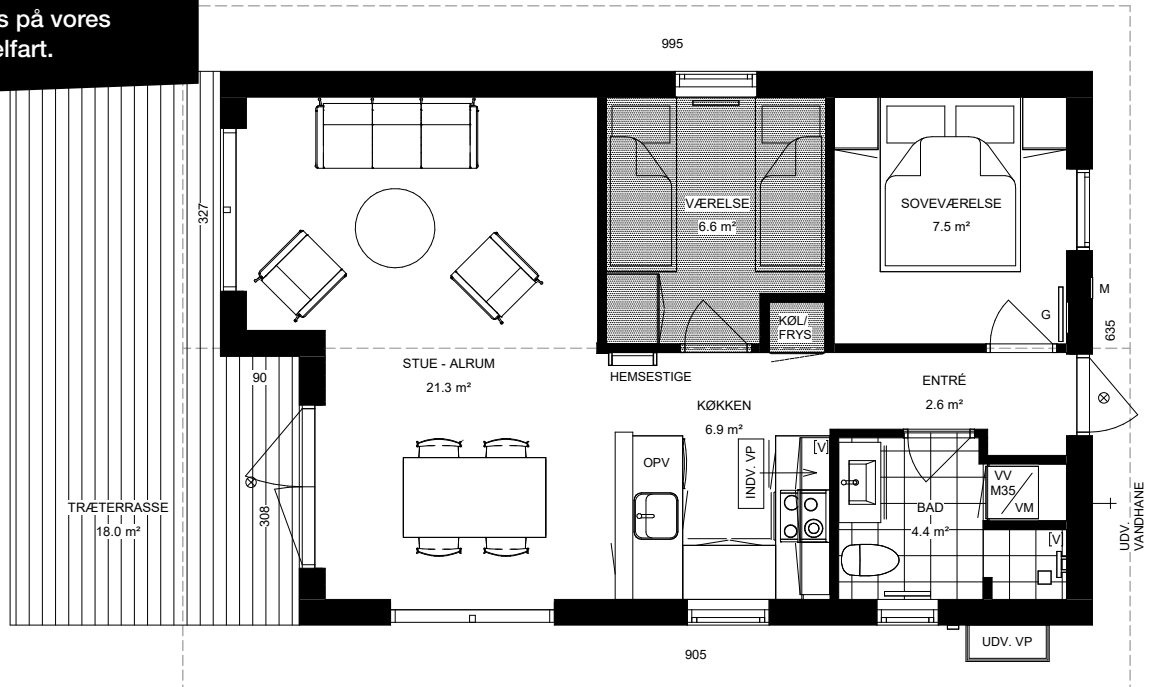 s på vores
elfart.
995
327
VÆRELSE
6.6 m²
SOVEVÆRELSE
7.5 m²
M
G
635
KØL/
FRYS
STUE - ALRUM
21.3 m²
HEMSESTIGE
90
ENTRÉ
2.6 m²
KØKKEN
6.9 m²
OPV
INDV. VP
[V]
VV
M35
VM
TRÆTERRASSE
18.0 m²
308
BAD
4.4 m²
[V]
UDV.
VANDHANE
UDV. VP
905